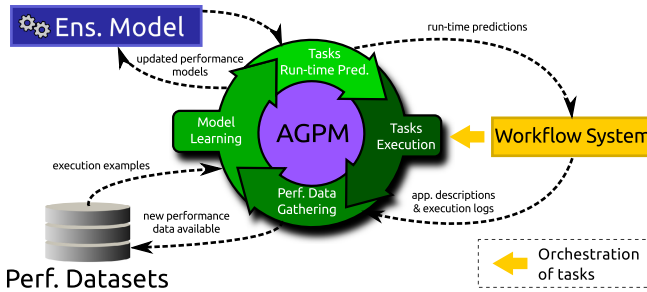 Ens. Model
run-time predictions
updated performance
models
Tasks
Run-time Pred.
Model
Learning
AGPM
Tasks
Execution
Workflow System
execution examples
Perf. Data
Gathering
app. descriptions
& execution logs
new performance
data available
Perf. Datasets
Orchestration
of tasks